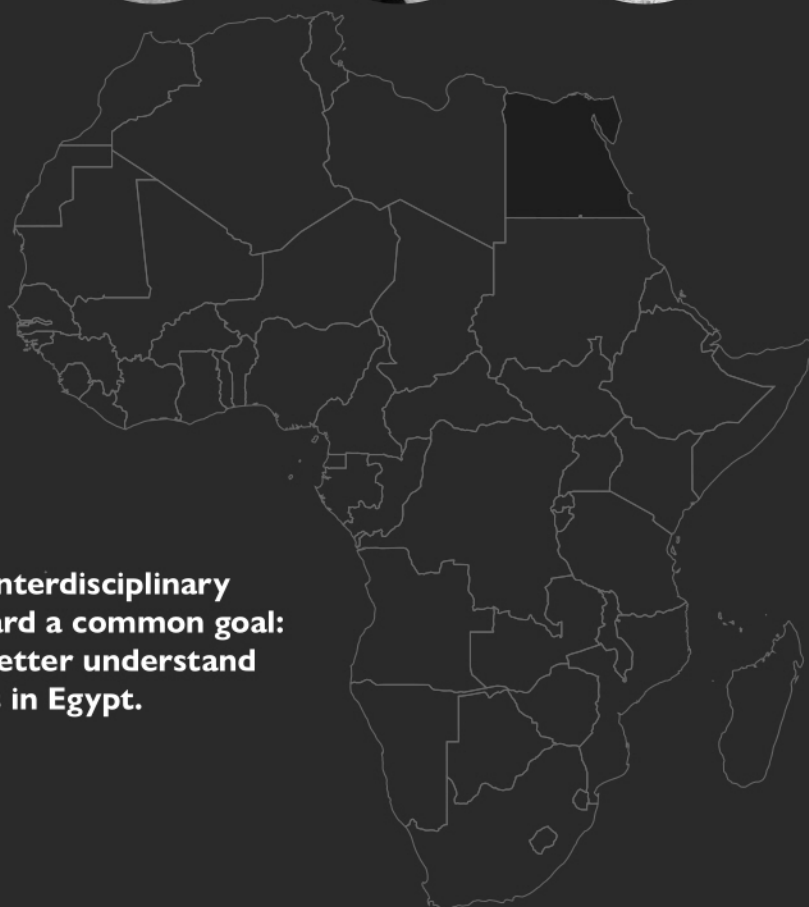 nterdisciplinary
ard a common goal:
etter understand
in Egypt.